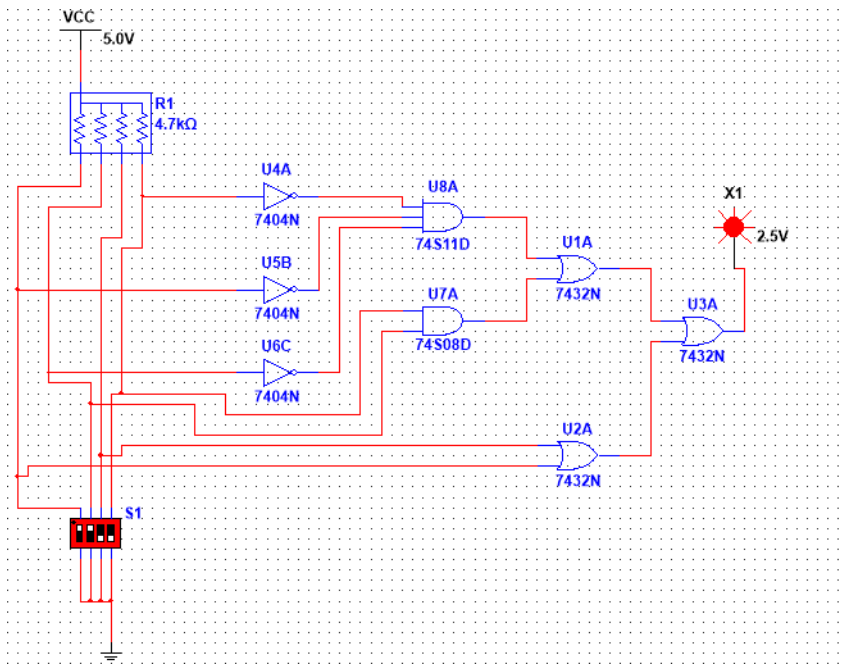 VCC
5.0V
R1
4.7kΩ
U4A
7404N
U8A
74S11D
X1
2.5V
U5B
7404N
U1A
7432N
U7A
74S08D
U3A
7432N
U6C
7404N
U2A
7432N
S1